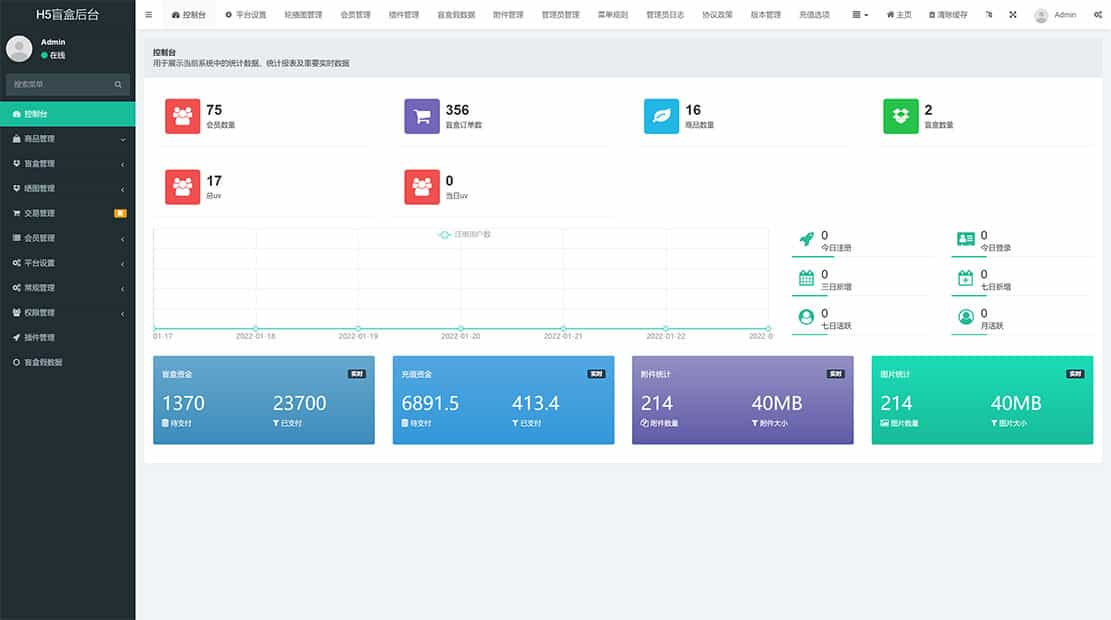 H5盲盒后台
控制台 平台设置 轮播图管理 会员管理 插件管理 盲盒假数据 附件管理 管理员管理 菜单规则 管理员日志 协议政策 版本管理 充值选项 主页 清除缓存 Admin
Admin
在线
搜索菜单
控制台
商品管理
盲盒管理
晒图管理
交易管理
会员管理
平台设置
常规管理
权限管理
插件管理
盲盒假数据
控制台
用于展示当前系统中的统计数据、统计报表及重要实时数据
75
会员数量
356
盲盒订单数
16
商品数量
2
盲盒数量
17
总uv
0
当日uv
注册用户数
01-17 2022-01-18 2022-01-19 2022-01-20 2022-01-21 2022-01-22 2022-0
0
今日注册
0
今日登录
0
三日新增
0
七日新增
0
七日活跃
0
月活跃
盲盒资金 实时
1370 23700
待支付 已支付
充值资金 实时
6891.5 413.4
待支付 已支付
附件统计 实时
214 40MB
附件数量 附件大小
图片统计 实时
214 40MB
图片数量 图片大小